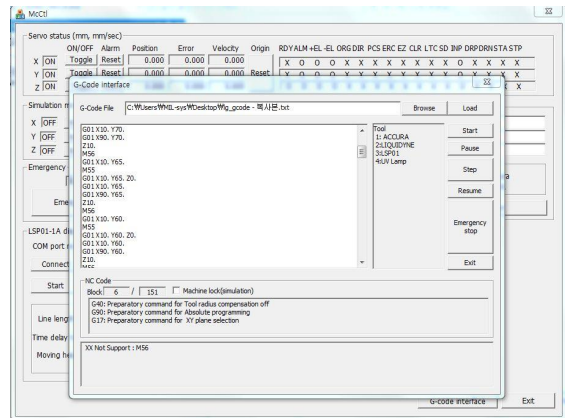 McCtl
Servo status (mm, mm/sec)
ON/OFF Alarm Position Error Velocity Origin RDY ALM +EL -EL ORG DIR PCS ERC EZ CLR LTC SD INP DRP DRN STA STP
X ON Toggle Reset 0.000 0.000 0.000 X O O X X X X X X X X X O X X X X
Y ON Toggle Reset 0.000 0.000 0.000 Reset X O O X X X X X X X X X O X X X X
Z ON
G-Code interface
Simulation m
G-Code File C:₩Users₩MIL-sys₩Desktop₩lg_gcode - 복사본.txt Browse Load
X OFF
Y OFF
Z OFF
G01 X10. Y70.
G01 X90. Y70.
Z10.
M56
G01 X10. Y65.
M55
G01 X10. Y65. Z0.
G01 X10. Y65.
G01 X90. Y65.
Z10.
M56
G01 X10. Y60.
M55
G01 X10. Y60. Z0.
G01 X10. Y60.
G01 X90. Y60.
Z10.
M56
Tool
1: ACCURA
2:LIQUIDYNE
3:LSP01
4:UV Lamp
Start
Pause
Step
Resume
Emergency
stop
Exit
Emergency
Eme
LSP01-1A di
COM port n
Connect
Start
Line leng
Time delay
Moving he
NC Code
Block 6 / 151 Machine lock(simulation)
G40: Preparatory command for Tool radius compensation off
G90: Preparatory command for Absolute programming
G17: Preparatory command for XY plane selection
XX Not Support : M56
G-code interface Exit